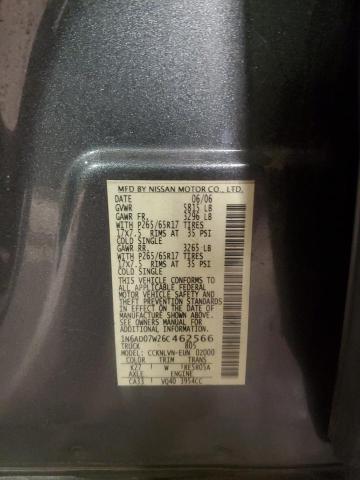 MFD BY NISSAN MOTOR CO., LTD.
DATE 06/06
GVWR 5815 LB
GAWR FR. 3296 LB
WITH P265/65R17 TIRES
17X7.5 RIMS AT 35 PSI
COLD SINGLE
GAWR RR. 3265 LB
WITH P265/65R17 TIRES
17X7.5 RIMS AT 35 PSI
COLD SINGLE
THIS VEHICLE CONFORMS TO
ALL APPLICABLE FEDERAL
MOTOR VEHICLE SAFETY AND
THEFT PREVENTION STANDARDS
IN EFFECT ON THE DATE OF
MANUFACTURE SHOWN ABOVE.
SEE OWNERS MANUAL FOR
ADDITIONAL INFORMATION.
1N6AD07W26C462566
TRUCK 805
MODEL: CCKNLVN-EUN 02000
COLOR TRIM TRANS
K27 W RE5R05A
AXLE ENGINE
CA33 VQ40 3954CC